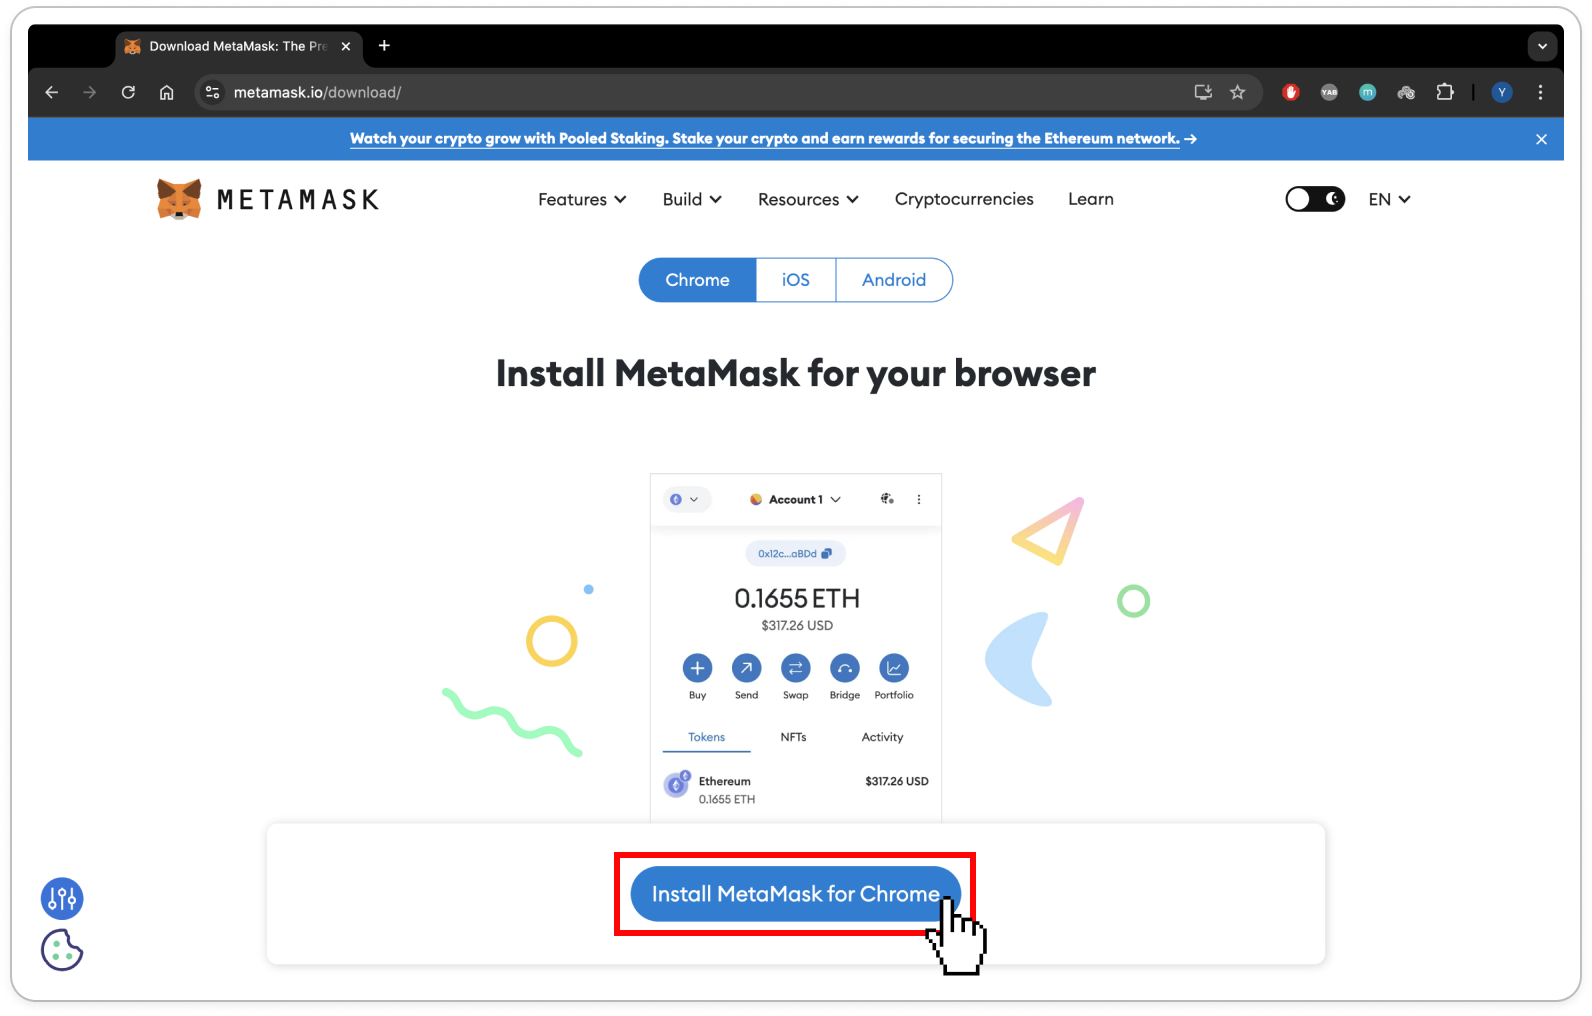 Download MetaMask: The Pre
metamask.io/download/
YAB
m
Y
Watch your crypto grow with Pooled Staking. Stake your crypto and earn rewards for securing the Ethereum network. →
METAMASK
Features
Build
Resources
Cryptocurrencies
Learn
EN
Chrome
iOS
Android
Install MetaMask for your browser
Account 1
0x12c...aBDd
0.1655 ETH
$317.26 USD
Buy
Send
Swap
Bridge
Portfolio
Tokens
NFTs
Activity
Ethereum
$317.26 USD
0.1655 ETH
Install MetaMask for Chrome